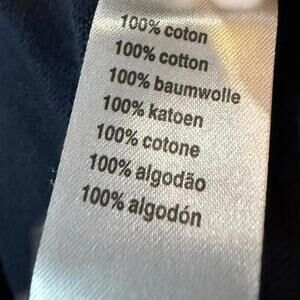 100% coton
100% cotton
100% baumwolle
100% katoen
100% cotone
100% algodão
100% algodón